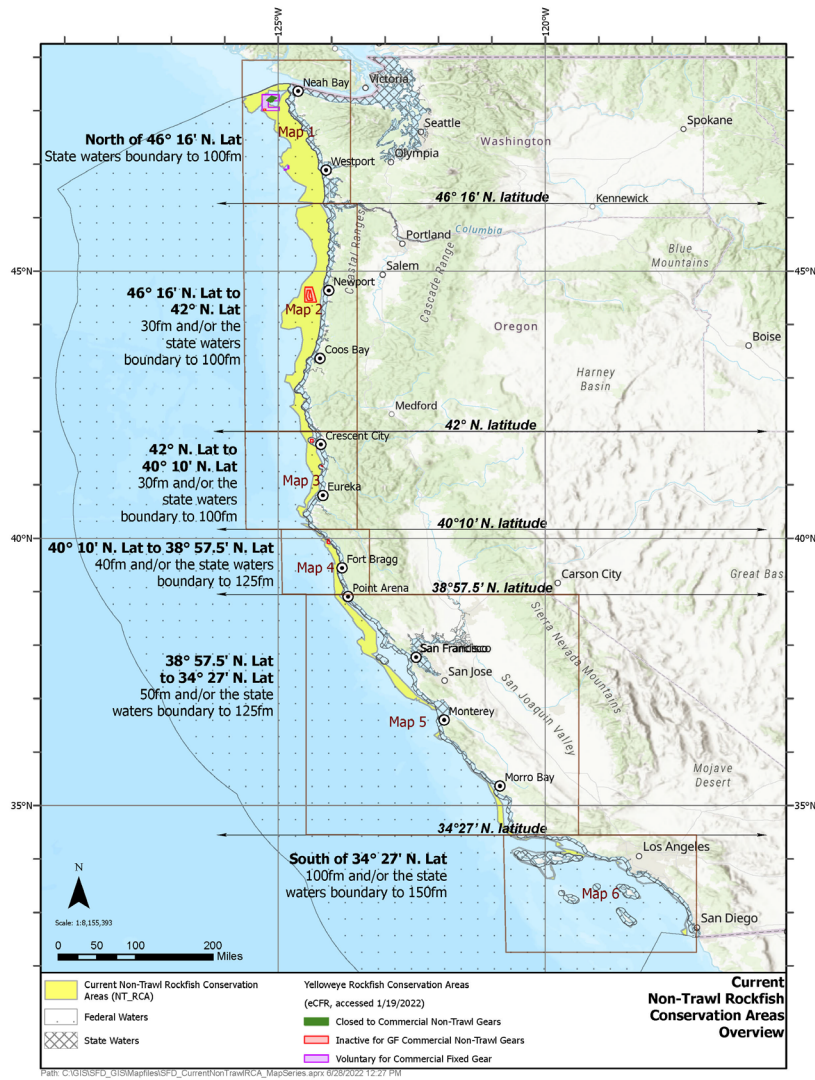 125°W
120°W
Neah Bay
Victoria
Map 1
Seattle
Spokane
Washington
North of 46° 16' N. Lat
State waters boundary to 100fm
Olympia
Westport
46° 16' N. latitude
Kennewick
Columbia
Portland
Coastal Ranges
Cascade Range
Blue
Mountains
45°N
45°N
Salem
46° 16' N. Lat to
42° N. Lat
30fm and/or the
state waters
boundary to 100fm
Newport
Map 2
Oregon
Boise
Coos Bay
Harney
Basin
Medford
42° N. latitude
Crescent City
42° N. Lat to
40° 10' N. Lat
30fm and/or the
state waters
boundary to 100fm
Map 3
Eureka
40°10' N. latitude
40°N
40°N
40° 10' N. Lat to 38° 57.5' N. Lat
40fm and/or the state waters
boundary to 125fm
Map 4
Fort Bragg
Carson City
Great Bas
Point Arena
38°57.5' N. latitude
Sierra Nevada Mountains
San Francisco
38° 57.5' N. Lat
to 34° 27' N. Lat
50fm and/or the state
waters boundary to 125fm
San Jose
San Joaquin Valley
Map 5
Monterey
Morro Bay
Mojave
Desert
35°N
35°N
34°27' N. latitude
South of 34° 27' N. Lat
100fm and/or the state
waters boundary to 150fm
Los Angeles
Map 6
San Diego
N
Scale: 1:8,155,393
0 50 100 200
Miles
Current Non-Trawl Rockfish Conservation
Areas (NT_RCA)
Federal Waters
State Waters
Yelloweye Rockfish Conservation Areas
(eCFR, accessed 1/19/2022)
Closed to Commercial Non-Trawl Gears
Inactive for GF Commercial Non-Trawl Gears
Voluntary for Commercial Fixed Gear
Current
Non-Trawl Rockfish
Conservation Areas
Overview
Path: C:\GIS\SFD_GIS\Mapfiles\SFD_CurrentNonTrawlRCA_MapSeries.aprx 6/28/2022 12:27 PM